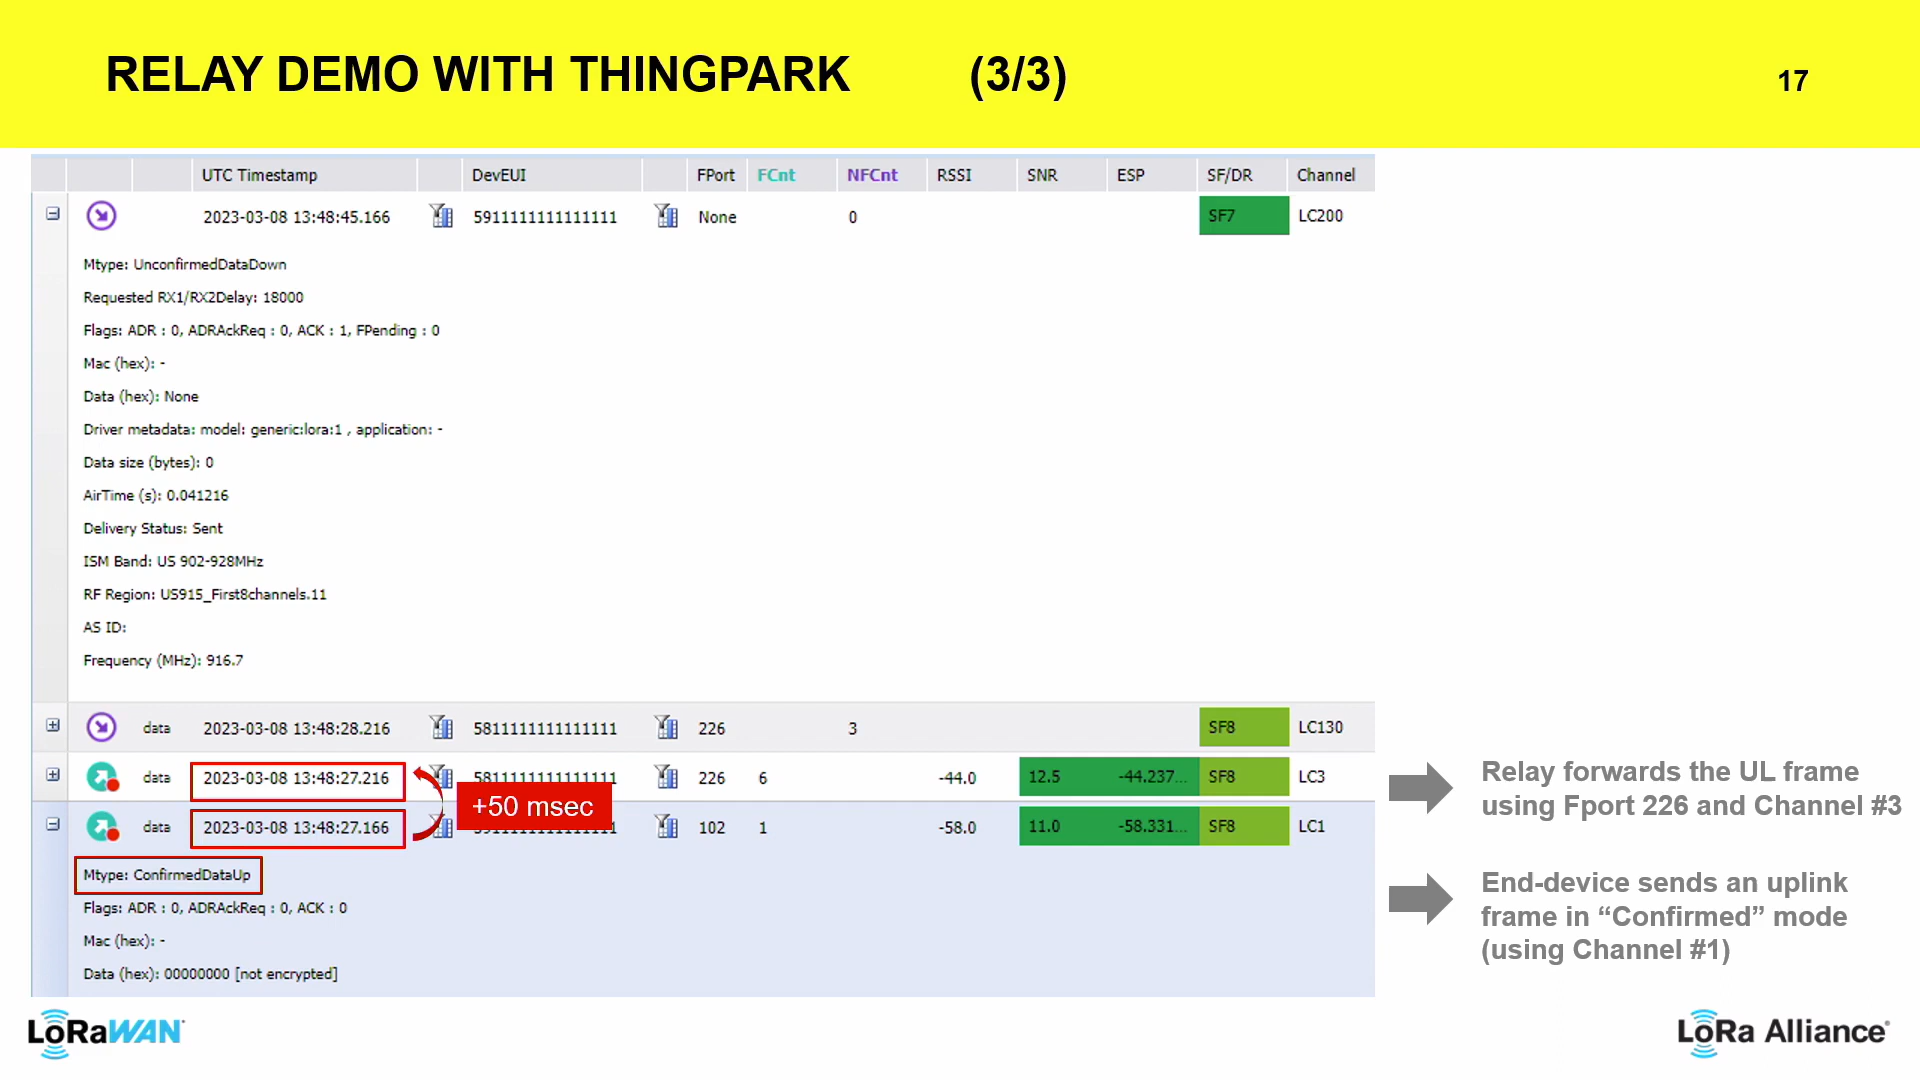 RELAY DEMO WITH THINGPARK (3/3) 17
UTC Timestamp DevEUI FPort FCnt NFCnt RSSI SNR ESP SF/DR Channel
2023-03-08 13:48:45.166 5911111111111111 None 0 SF7 LC200
Mtype: UnconfirmedDataDown
Requested RX1/RX2Delay: 18000
Flags: ADR : 0, ADRAckReq : 0, ACK : 1, FPending : 0
Mac (hex): -
Data (hex): None
Driver metadata: model: generic:lora:1 , application: -
Data size (bytes): 0
AirTime (s): 0.041216
Delivery Status: Sent
ISM Band: US 902-928MHz
RF Region: US915_First8channels.11
AS ID:
Frequency (MHz): 916.7
data 2023-03-08 13:48:28.216 5811111111111111 226 3 SF8 LC130
data 2023-03-08 13:48:27.216 5811111111111111 226 6 -44.0 12.5 -44.237... SF8 LC3
+50 msec
data 2023-03-08 13:48:27.166 102 1 -58.0 11.0 -58.331... SF8 LC1
Mtype: ConfirmedDataUp
Flags: ADR : 0, ADRAckReq : 0, ACK : 0
Mac (hex): -
Data (hex): 00000000 [not encrypted]
Relay forwards the UL frame
using Fport 226 and Channel #3
End-device sends an uplink
frame in “Confirmed” mode
(using Channel #1)
LoRaWAN
LoRa Alliance®